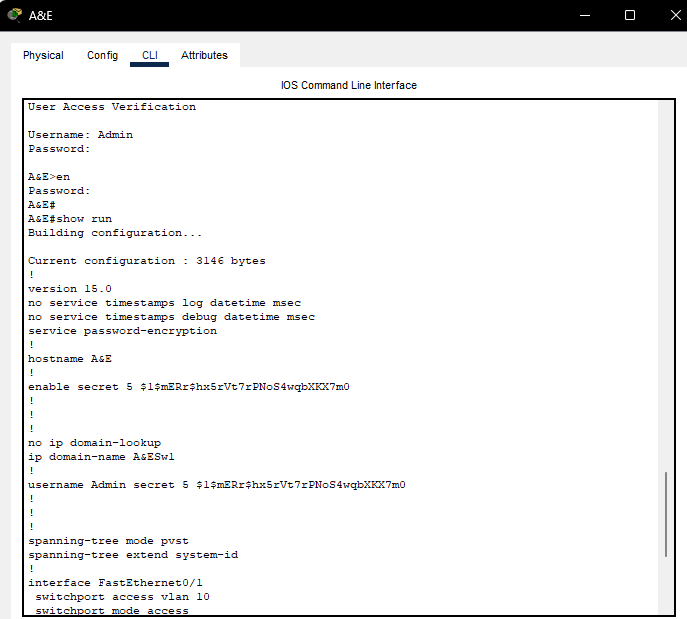 A&E
Physical Config CLI Attributes
IOS Command Line Interface
User Access Verification
Username: Admin
Password:
A&E>en
Password:
A&E#
A&E#show run
Building configuration...
Current configuration : 3146 bytes
!
version 15.0
no service timestamps log datetime msec
no service timestamps debug datetime msec
service password-encryption
!
hostname A&E
!
enable secret 5 $1$mERr$hx5rVt7rPNoS4wqbXKX7m0
!
!
!
no ip domain-lookup
ip domain-name A&ESw1
!
username Admin secret 5 $1$mERr$hx5rVt7rPNoS4wqbXKX7m0
!
!
!
spanning-tree mode pvst
spanning-tree extend system-id
!
interface FastEthernet0/1
switchport access vlan 10
switchport mode access